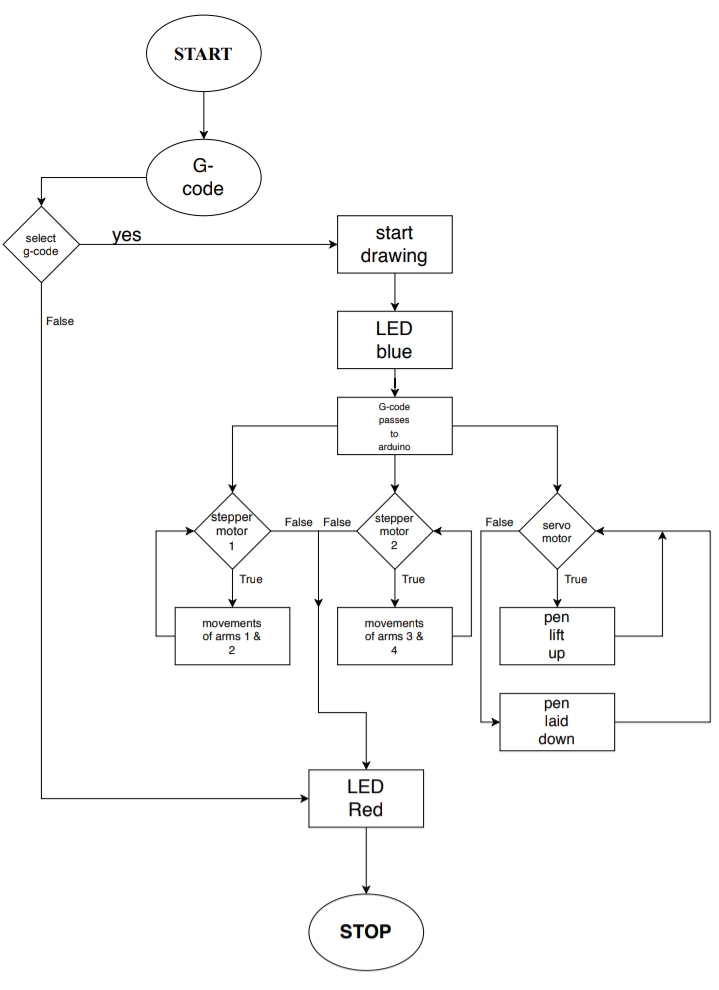 START
G-
code
select
g-code
yes
start
drawing
False
LED
blue
G-code
passes
to
arduino
stepper
motor
1
False
False
stepper
motor
2
False
servo
motor
True
True
True
movements
of arms 1 &
2
movements
of arms 3 &
4
pen
lift
up
pen
laid
down
LED
Red
STOP